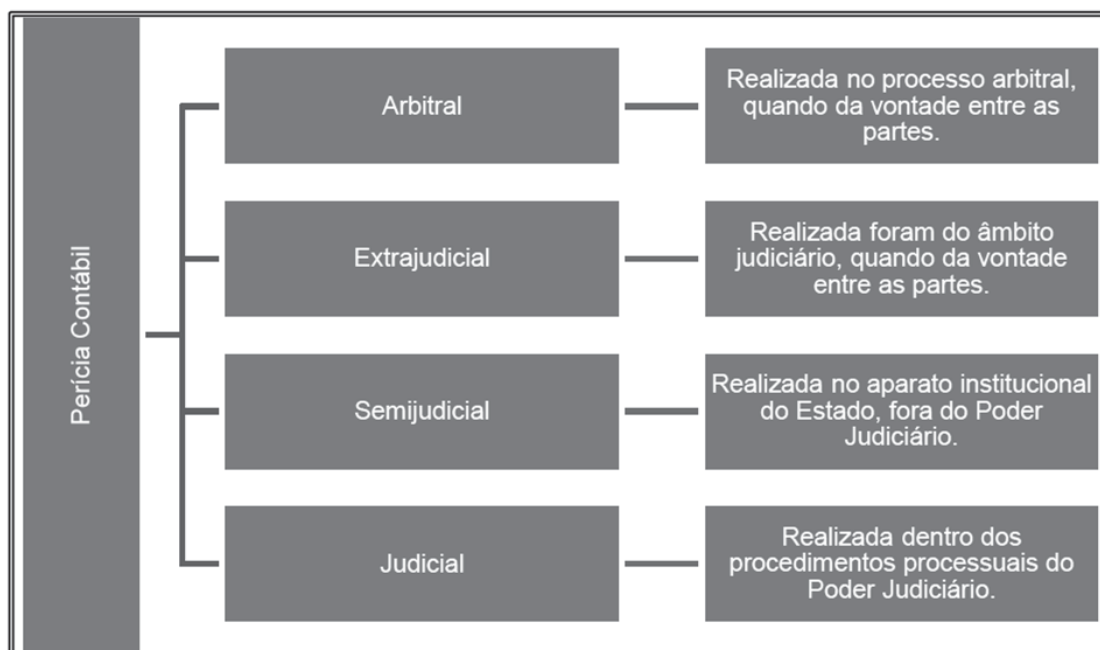 Perícia Contábil
Arbitral
Realizada no processo arbitral,
quando da vontade entre as
partes.
Extrajudicial
Realizada foram do âmbito
judiciário, quando da vontade
entre as partes.
Semijudicial
Realizada no aparato institucional
do Estado, fora do Poder
Judiciário.
Judicial
Realizada dentro dos
procedimentos processuais do
Poder Judiciário.